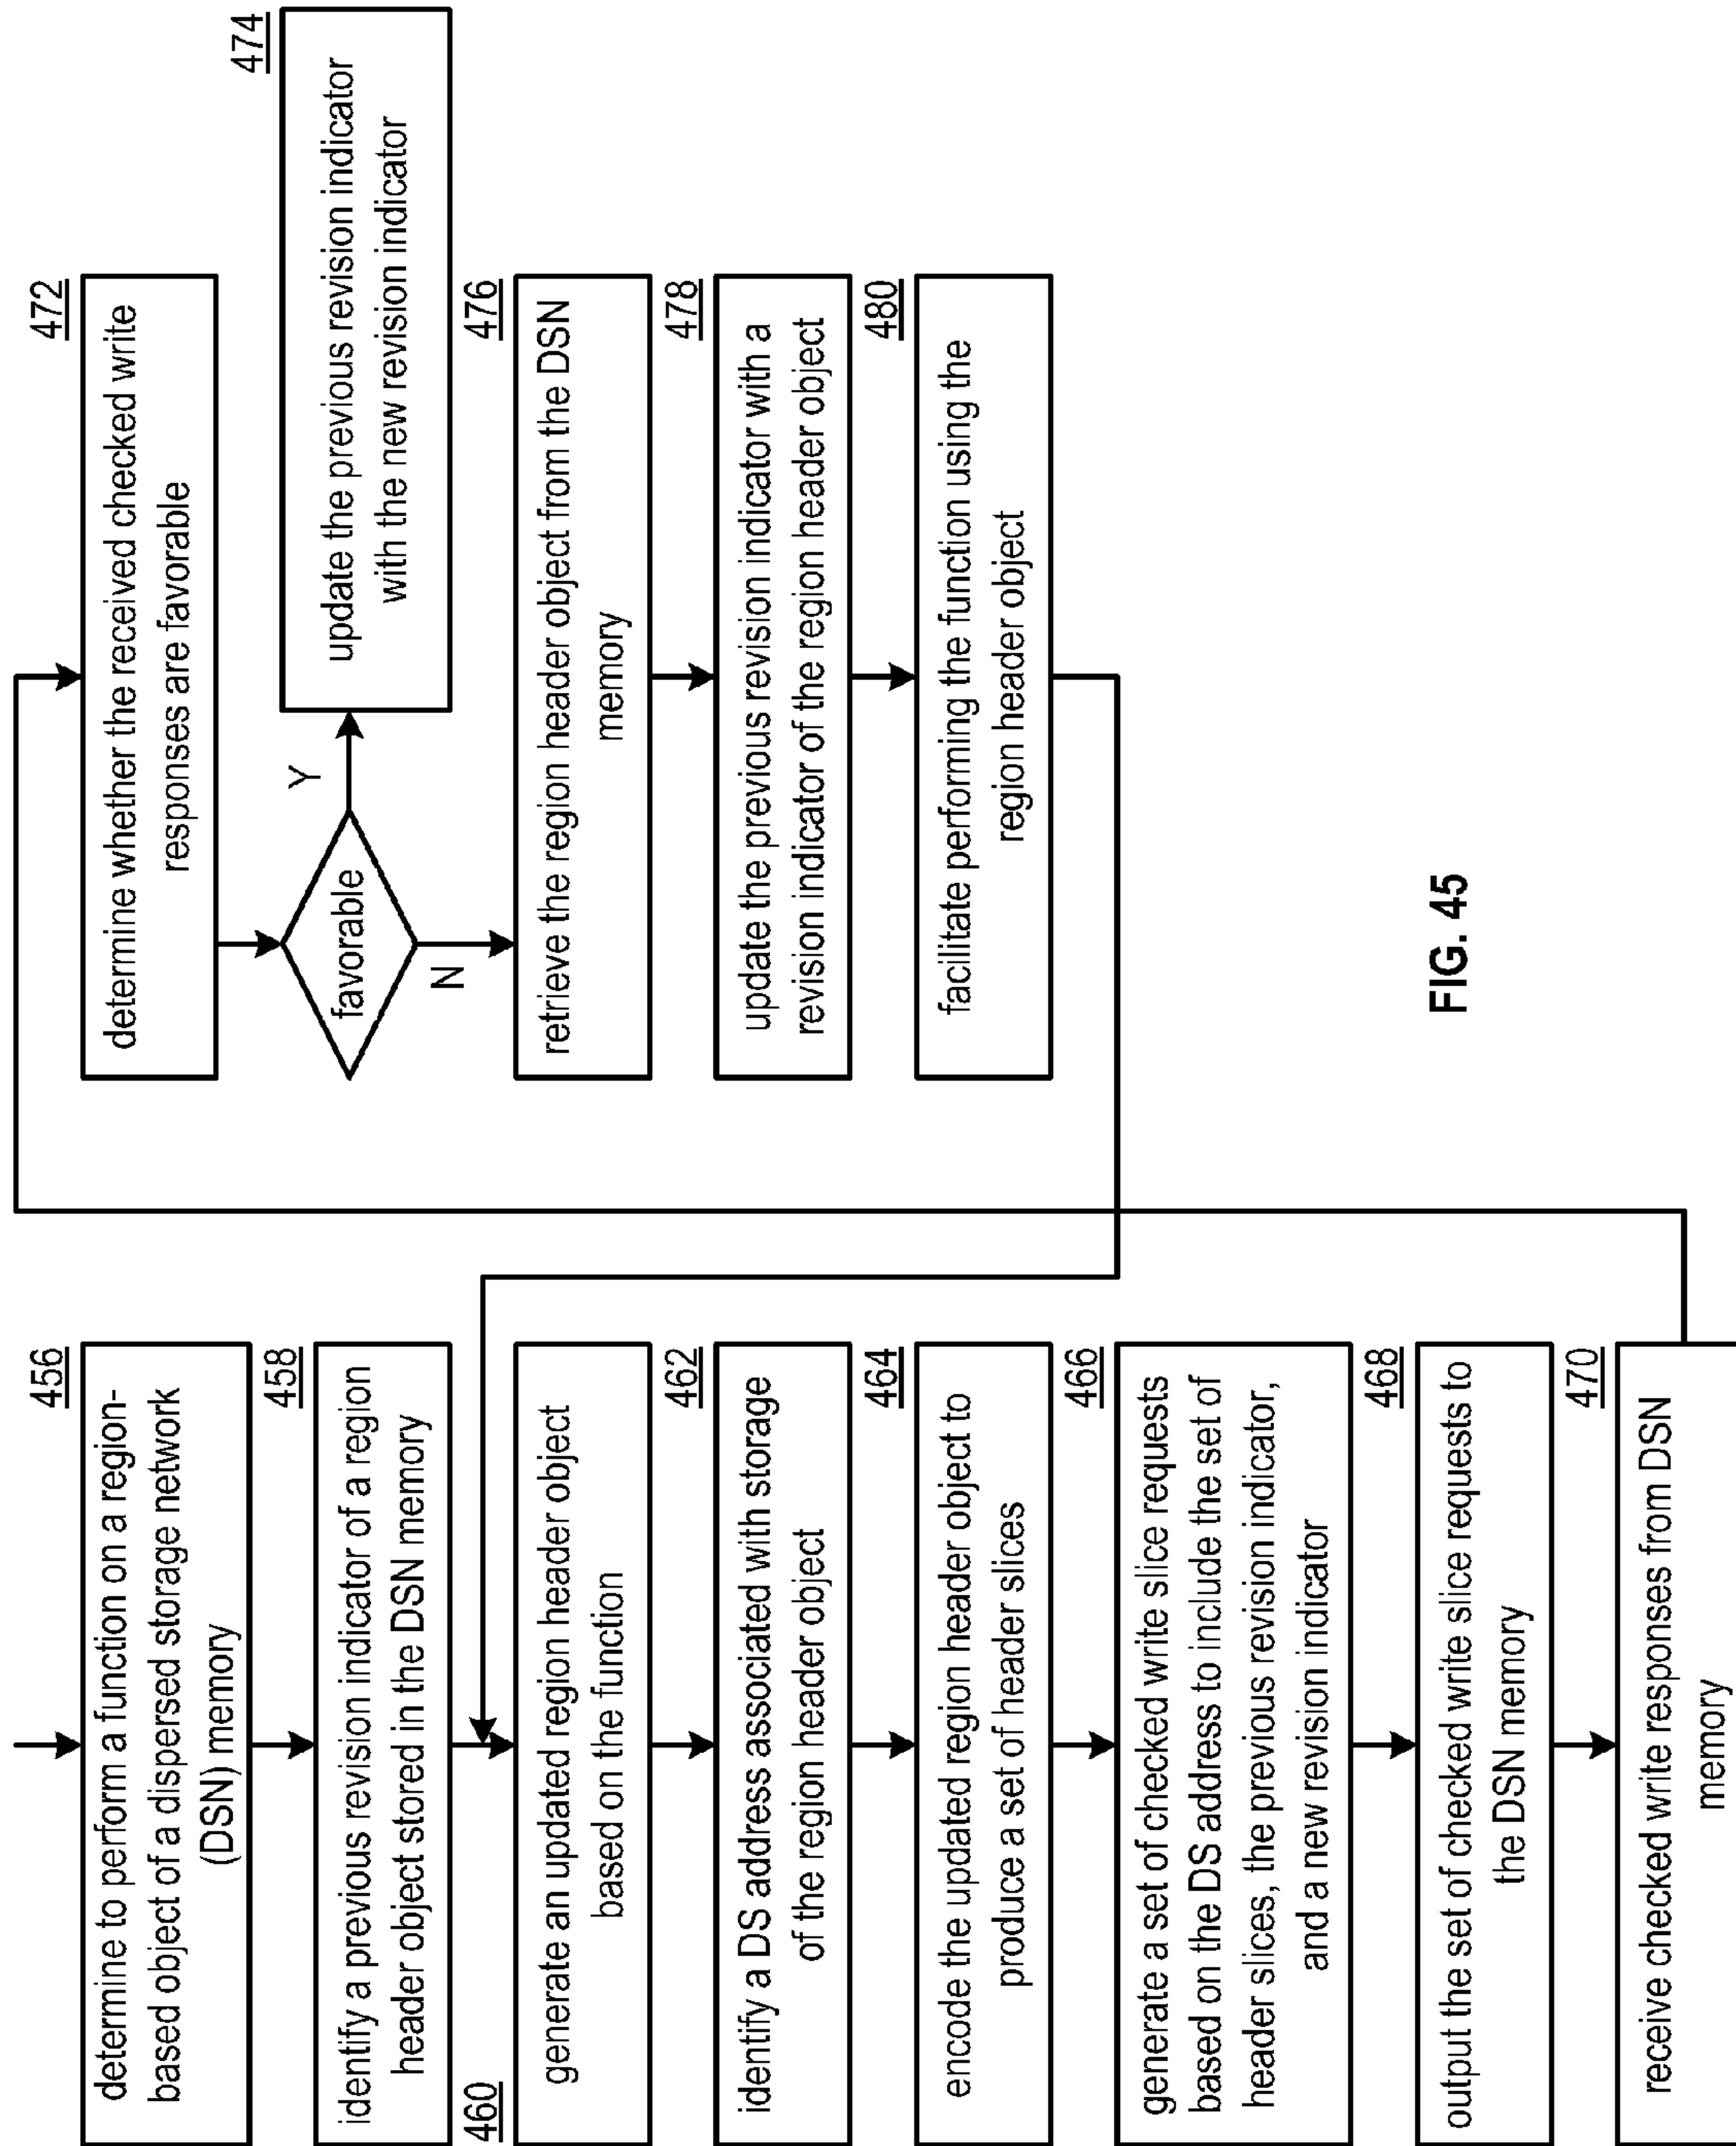 456
determine to perform a function on a region-
based object of a dispersed storage network
(DSN) memory
458
identify a previous revision indicator of a region
header object stored in the DSN memory
460
generate an updated region header object
based on the function
462
identify a DS address associated with storage
of the region header object
464
encode the updated region header object to
produce a set of header slices
466
generate a set of checked write slice requests
based on the DS address to include the set of
header slices, the previous revision indicator,
and a new revision indicator
468
output the set of checked write slice requests to
the DSN memory
470
receive checked write responses from DSN
memory
472
determine whether the received checked write
responses are favorable
favorable
Y
N
474
update the previous revision indicator
with the new revision indicator
476
retrieve the region header object from the DSN
memory
478
update the previous revision indicator with a
revision indicator of the region header object
480
facilitate performing the function using the
region header object
FIG. 45